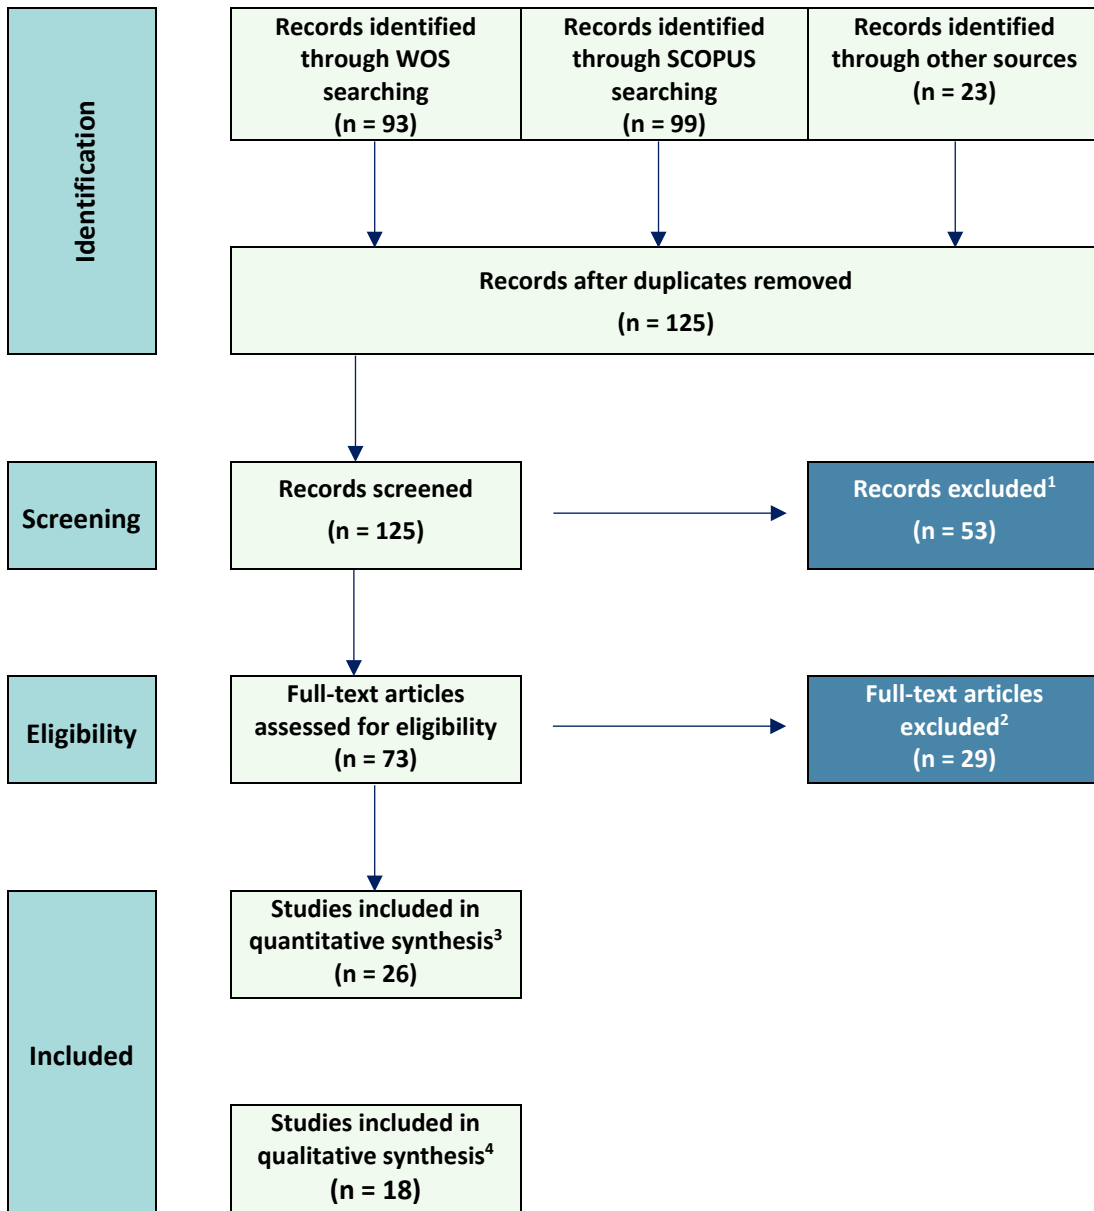 Identification
Records identified
through WOS
searching
(n = 93)
Records identified
through SCOPUS
searching
(n = 99)
Records identified
through other sources
(n = 23)
Records after duplicates removed
(n = 125)
Screening
Records screened
(n = 125)
Records excluded¹
(n = 53)
Eligibility
Full-text articles
assessed for eligibility
(n = 73)
Full-text articles
excluded²
(n = 29)
Included
Studies included in
quantitative synthesis³
(n = 26)
Studies included in
qualitative synthesis⁴
(n = 18)